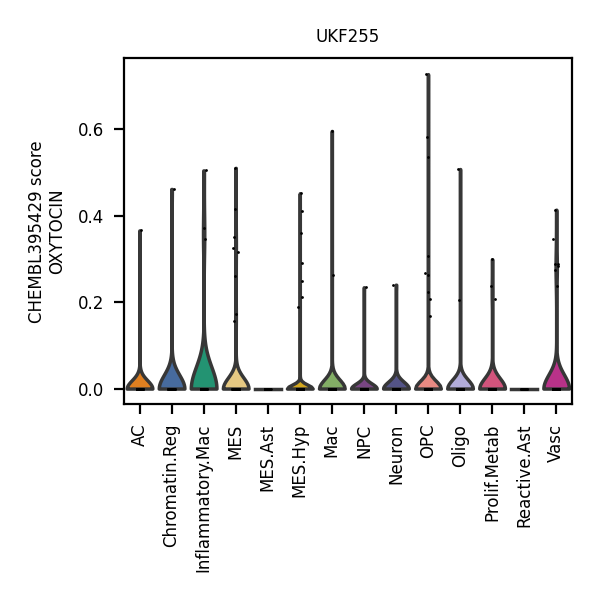 UKF255
CHEMBL395429 score
OXYTOCIN
0.6
0.4
0.2
0.0
AC
Chromatin.Reg
Inflammatory.Mac
MES
MES.Ast
MES.Hyp
Mac
NPC
Neuron
OPC
Oligo
Prolif.Metab
Reactive.Ast
Vasc